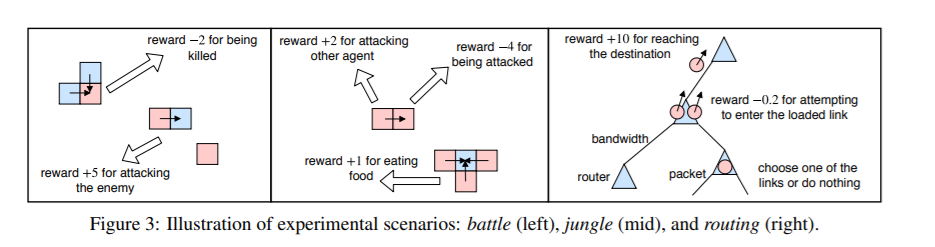 reward −2 for being
killed
reward +5 for attacking
the enemy
reward +2 for attacking
other agent
reward −4 for
being attacked
reward +1 for eating
food
reward +10 for reaching
the destination
reward −0.2 for attempting
to enter the loaded link
bandwidth
router
packet
choose one of the
links or do nothing
Figure 3: Illustration of experimental scenarios: battle (left), jungle (mid), and routing (right).